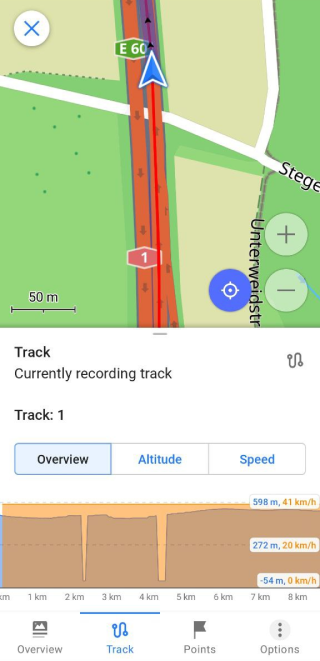 E 60
Stege
1
50 m
Unterweidstr
Track
Currently recording track
Track: 1
Overview
Altitude
Speed
598 m, 41 km/h
272 m, 20 km/h
-54 m, 0 km/h
km
1 km
2 km
3 km
4 km
5 km
6 km
7 km
8 km
Overview
Track
Points
Options